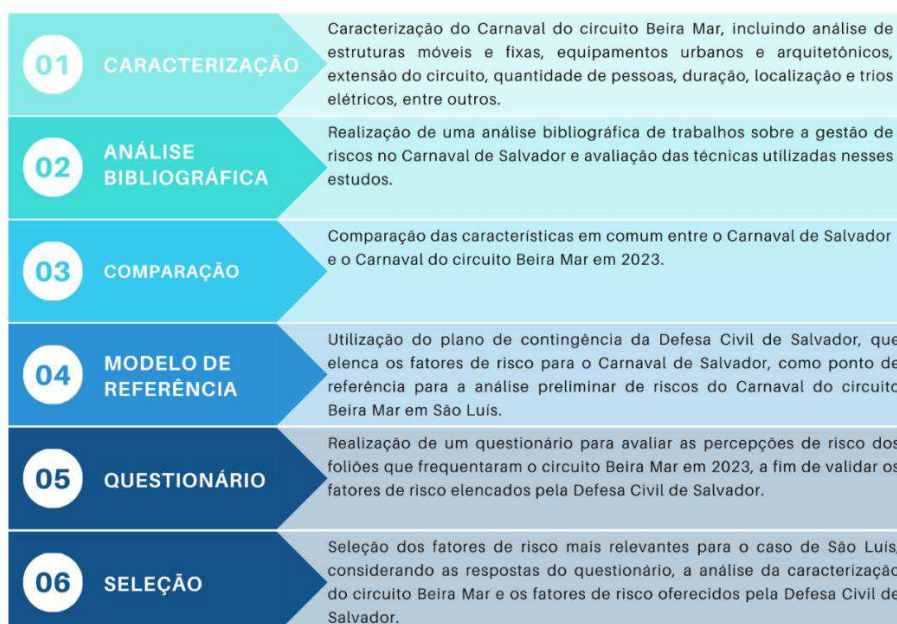 01
CARACTERIZAÇÃO
Caracterização do Carnaval do circuito Beira Mar, incluindo análise de
estruturas móveis e fixas, equipamentos urbanos e arquitetônicos,
extensão do circuito, quantidade de pessoas, duração, localização e trios
elétricos, entre outros.
02
ANÁLISE
BIBLIOGRÁFICA
Realização de uma análise bibliográfica de trabalhos sobre a gestão de
riscos no Carnaval de Salvador e avaliação das técnicas utilizadas nesses
estudos.
03
COMPARAÇÃO
Comparação das características em comum entre o Carnaval de Salvador
e o Carnaval do circuito Beira Mar em 2023.
04
MODELO DE
REFERÊNCIA
Utilização do plano de contingência da Defesa Civil de Salvador, que
elenca os fatores de risco para o Carnaval de Salvador, como ponto de
referência para a análise preliminar de riscos do Carnaval do circuito
Beira Mar em São Luís.
05
QUESTIONÁRIO
Realização de um questionário para avaliar as percepções de risco dos
foliões que frequentaram o circuito Beira Mar em 2023, a fim de validar os
fatores de risco elencados pela Defesa Civil de Salvador.
06
SELEÇÃO
Seleção dos fatores de risco mais relevantes para o caso de São Luís,
considerando as respostas do questionário, a análise da caracterização
do circuito Beira Mar e os fatores de risco oferecidos pela Defesa Civil de
Salvador.